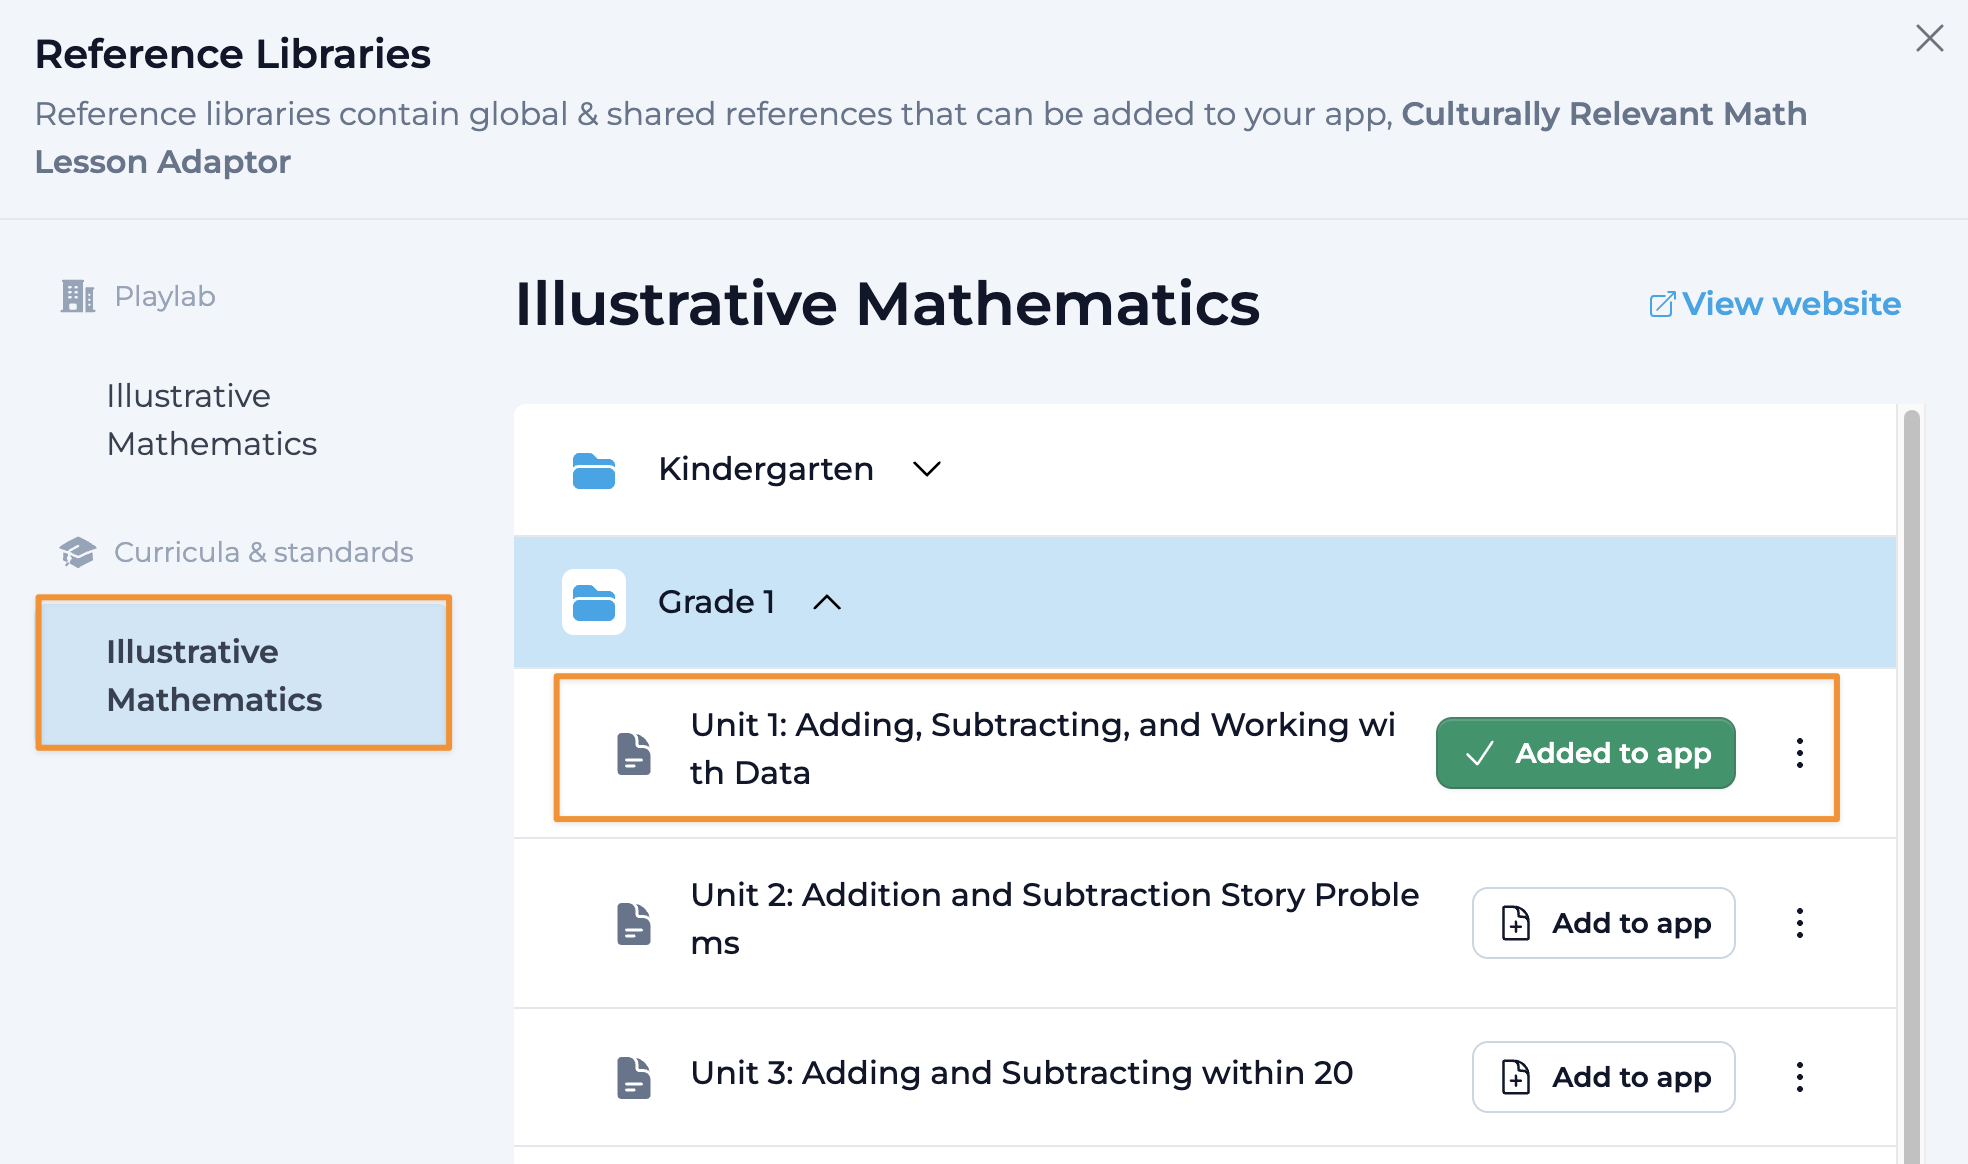 Reference Libraries
Reference libraries contain global & shared references that can be added to your app, Culturally Relevant Math
Lesson Adaptor
Playlab
Illustrative
Mathematics
Curricula & standards
Illustrative
Mathematics
Illustrative Mathematics
View website
Kindergarten
Grade 1
Unit 1: Adding, Subtracting, and Working wi
th Data
Added to app
Unit 2: Addition and Subtraction Story Proble
ms
Add to app
Unit 3: Adding and Subtracting within 20
Add to app